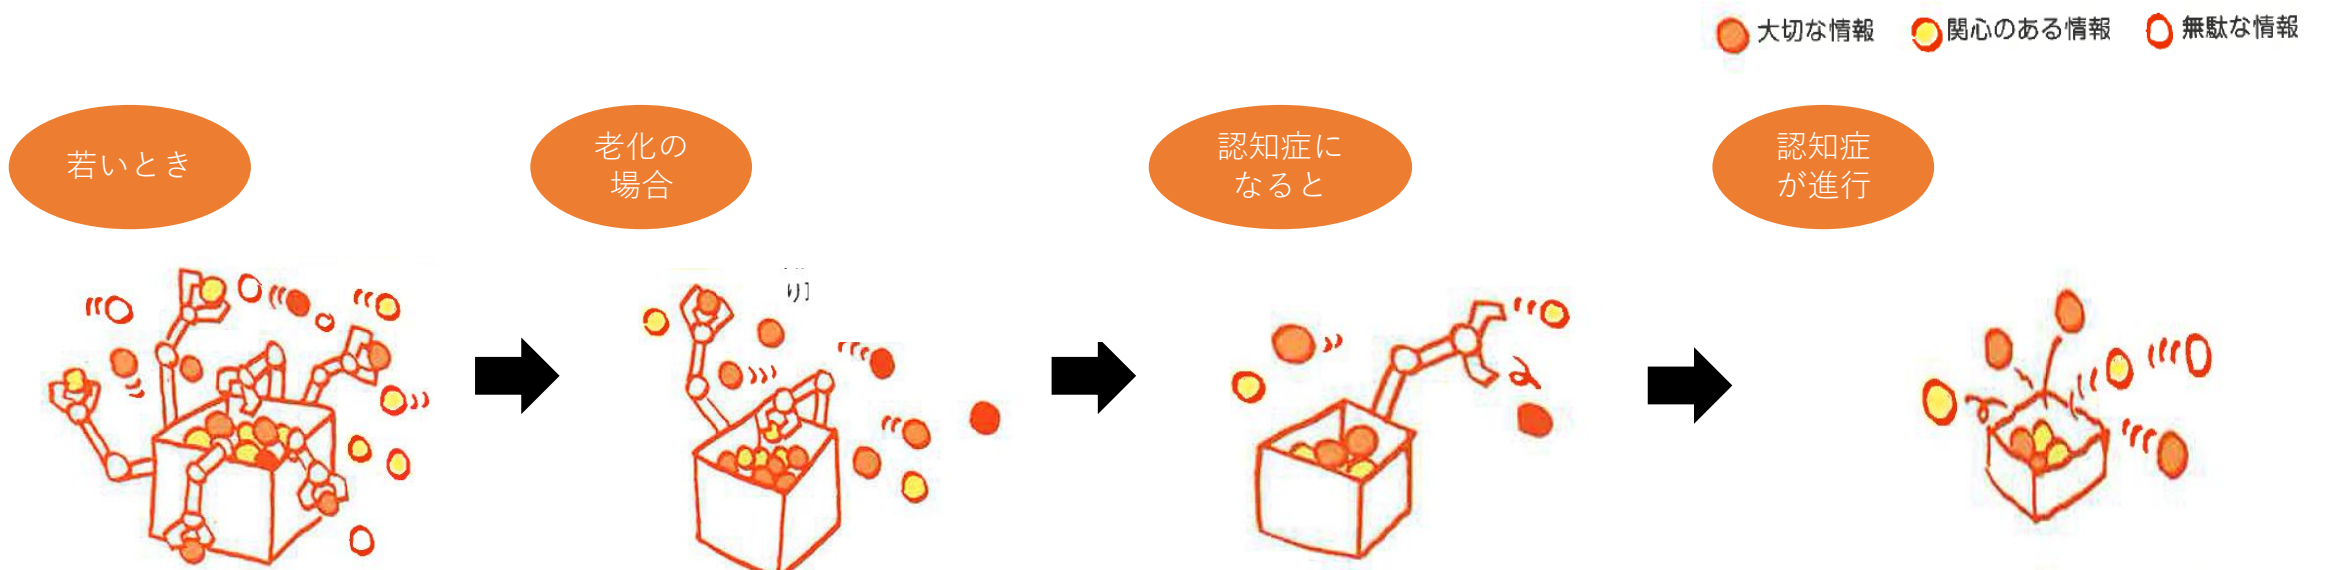 大切な情報 関心のある情報 無駄な情報
若いとき
老化の
場合
認知症に
なると
認知症
が進行
り］